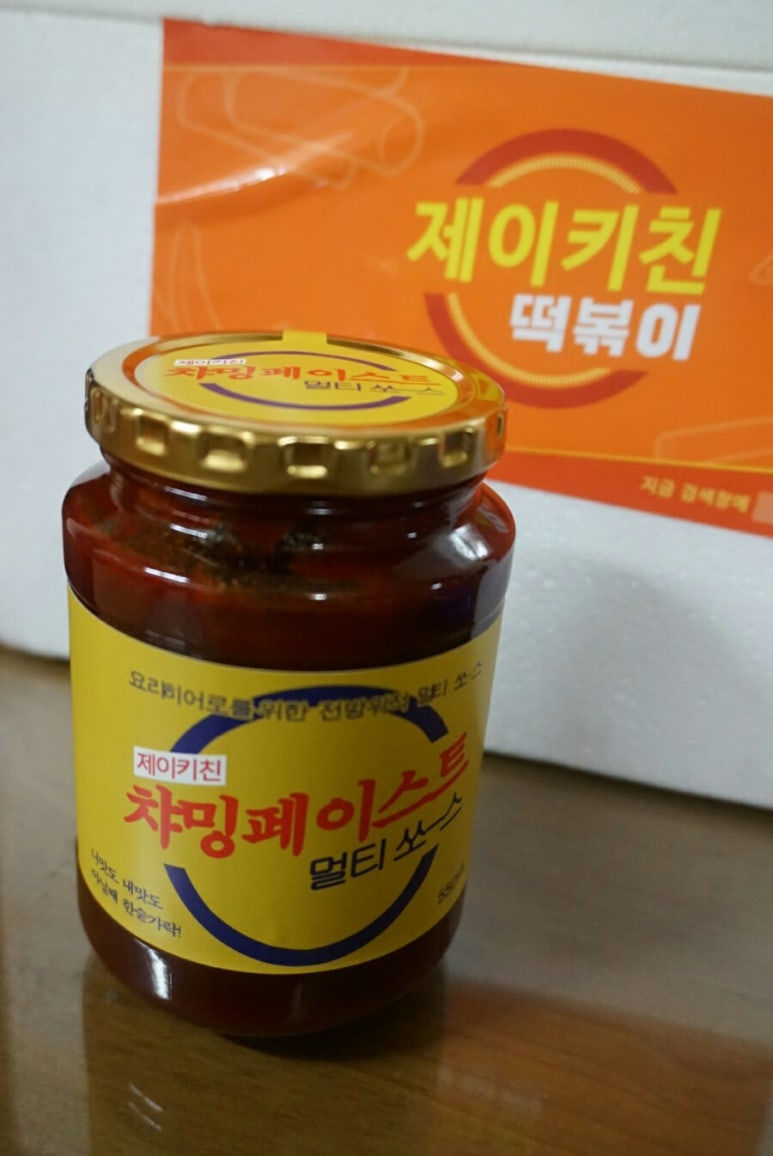 제이키친
떡볶이
지금 검색창에
제이키친
챠밍페이스트
멀티 쏘-스
요리히어로를위한 전방위적 멀티 쏘-스
제이키친
챠밍페이스트
멀티 쏘-스
니맛도 내맛도
아닐때 한숟가락!